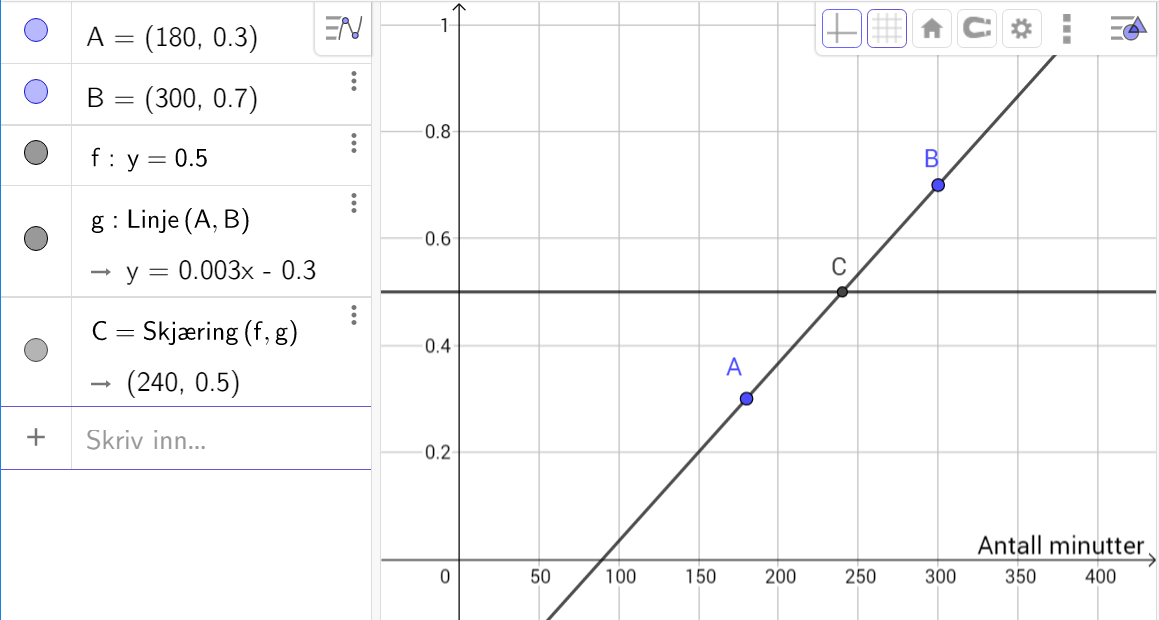 A = (180, 0.3)
B = (300, 0.7)
f : y = 0.5
g : Linje (A, B)
→ y = 0.003x - 0.3
C = Skjæring (f, g)
→ (240, 0.5)
+ Skriv inn...
1
0.8
0.6
0.4
0.2
B
C
A
Antall minutter
0 50 100 150 200 250 300 350 400